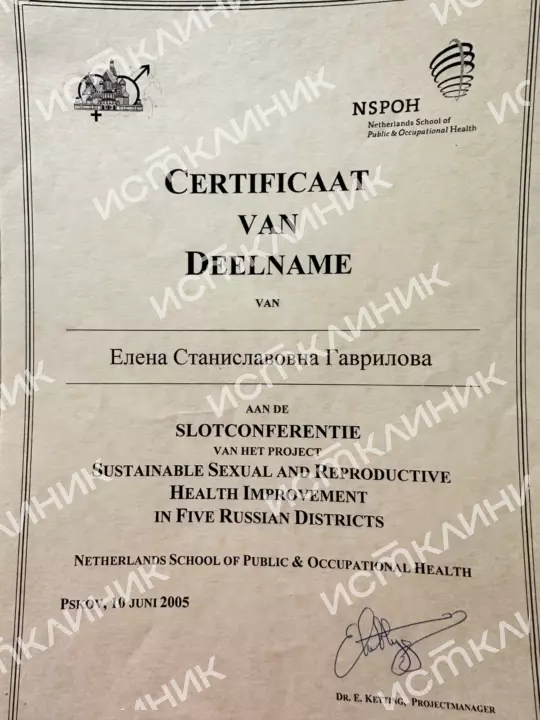 NSPOH
Netherlands School of
Public & Occupational Health
CERTIFICAAT
VAN
DEELNAME
VAN
Елена Станиславовна Гаврилова
AAN DE
SLOTCONFERENTIE
VAN HET PROJECT
SUSTAINABLE SEXUAL AND REPRODUCTIVE
HEALTH IMPROVEMENT
IN FIVE RUSSIAN DISTRICTS
NETHERLANDS SCHOOL OF PUBLIC & OCCUPATIONAL HEALTH
PSKOV, 10 JUNI 2005
DR. E. KETTING, PROJECTMANAGER
ИСТКЛИНИК